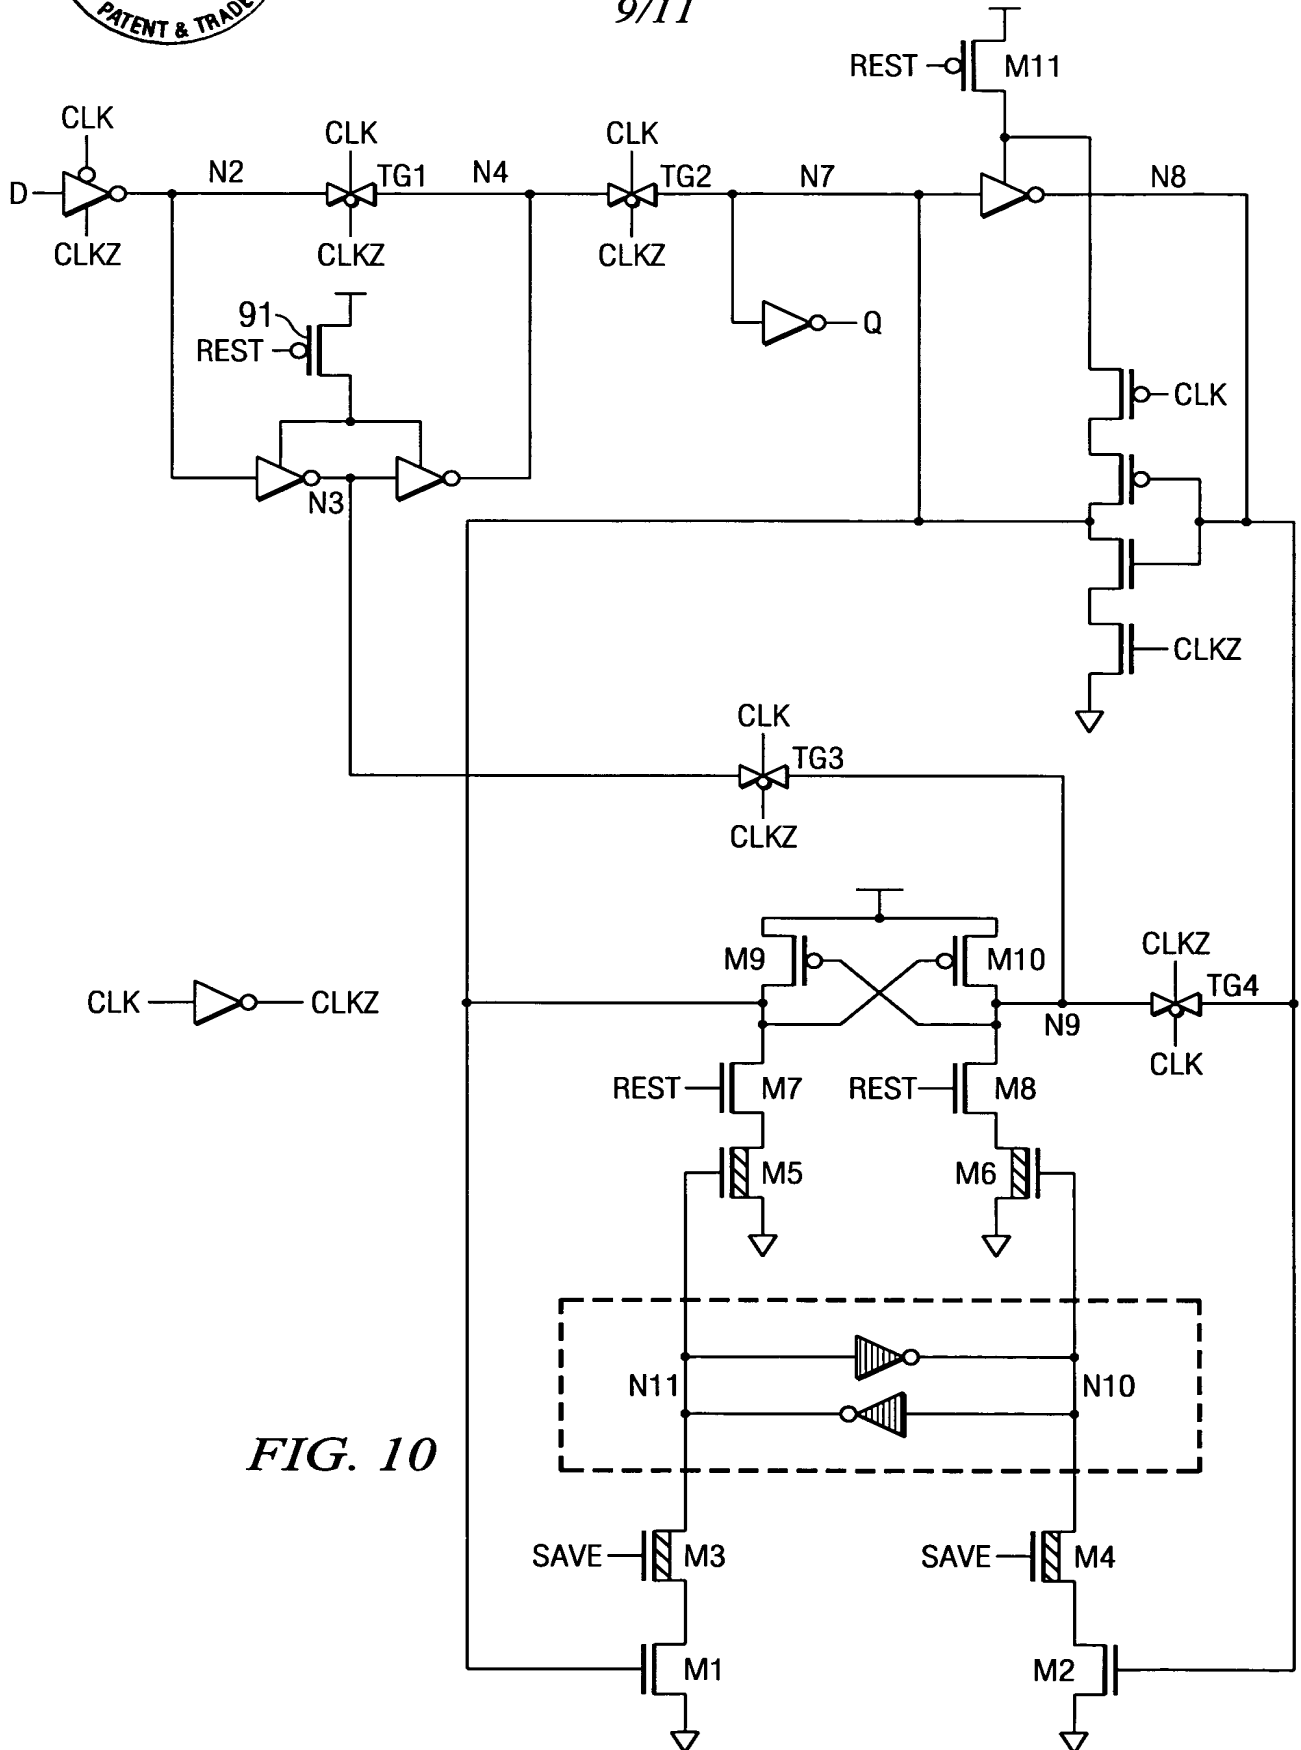 PATENT & TRADE
9/11
REST M11
CLK
CLK
CLK
D
N2
TG1
N4
TG2
N7
N8
CLKZ
CLKZ
CLKZ
91
REST
Q
CLK
N3
CLKZ
CLK
TG3
CLKZ
M9
M10
CLKZ
TG4
CLK
CLKZ
N9
CLK
REST
M7
REST
M8
M5
M6
N11
N10
FIG. 10
SAVE
M3
SAVE
M4
M1
M2